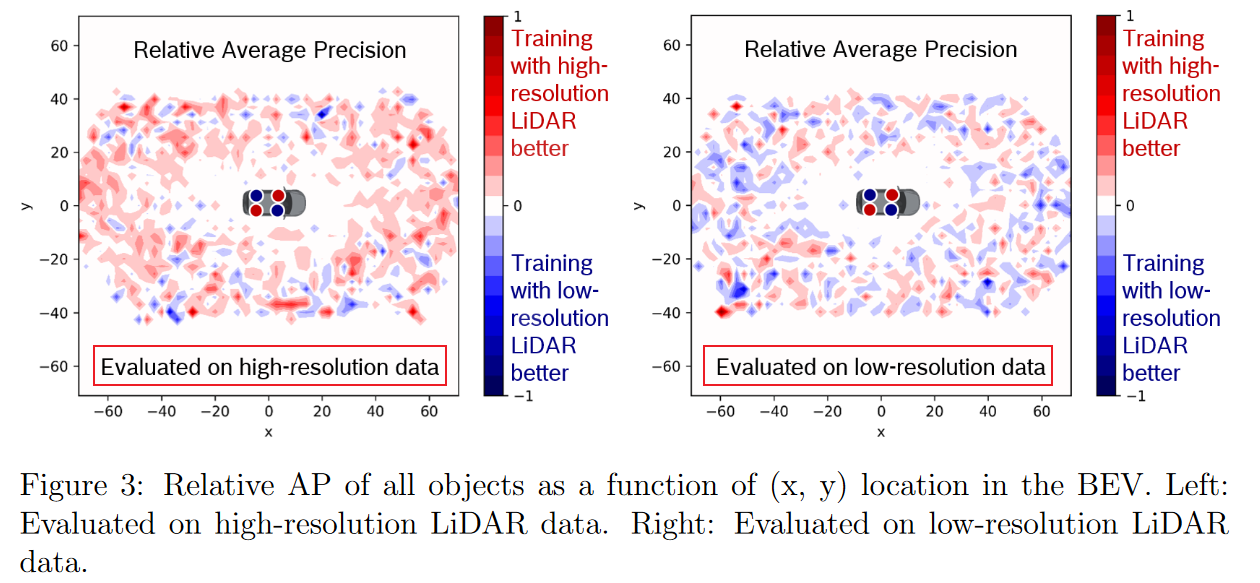 Relative Average Precision
60
40
20
0
−20
−40
−60
y
−60
−40
−20
0
20
40
60
x
Evaluated on high-resolution data
1
0
−1
Training
with high-
resolution
LiDAR
better
Training
with low-
resolution
LiDAR
better
Relative Average Precision
60
40
20
0
−20
−40
−60
y
−60
−40
−20
0
20
40
60
x
Evaluated on low-resolution data
1
0
−1
Training
with high-
resolution
LiDAR
better
Training
with low-
resolution
LiDAR
better
Figure 3: Relative AP of all objects as a function of (x, y) location in the BEV. Left:
Evaluated on high-resolution LiDAR data. Right: Evaluated on low-resolution LiDAR
data.